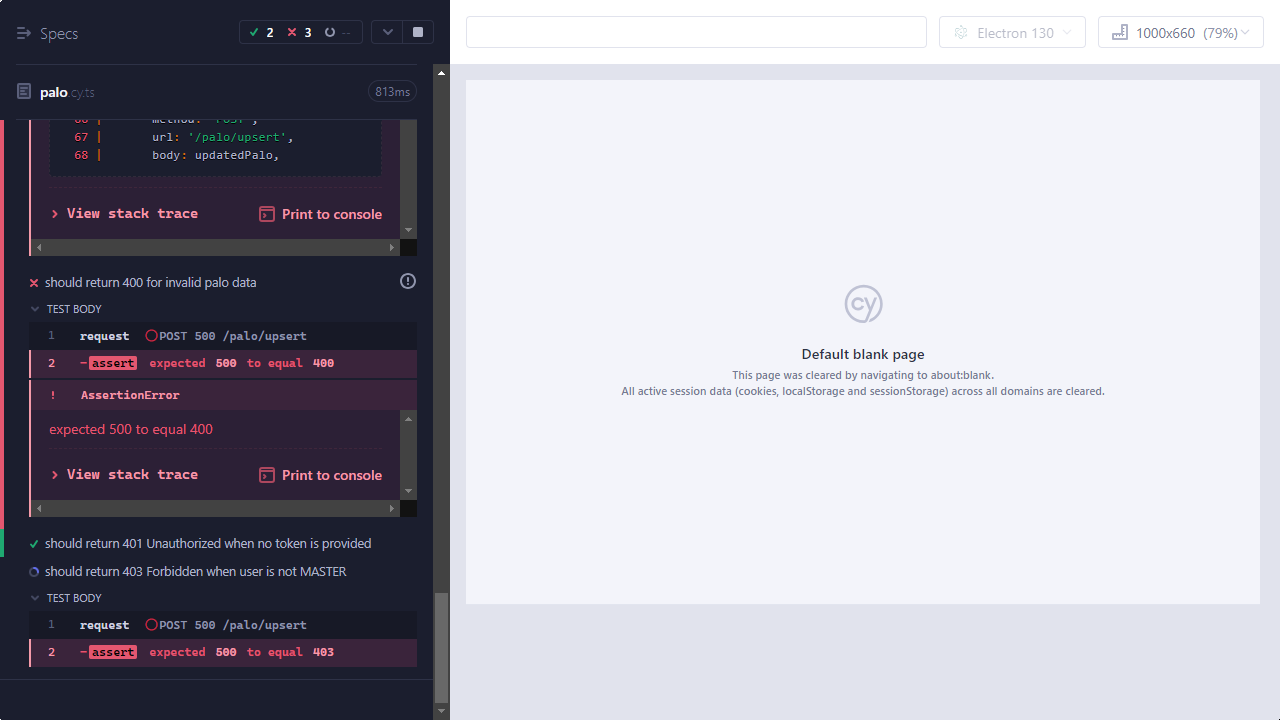 Specs
2
3
--
Electron 130
1000x660 (79%)
palo cy.ts
813ms
66 | method: 'POST',
67 | url: '/palo/upsert',
68 | body: updatedPalo,
View stack trace
Print to console
should return 400 for invalid palo data
TEST BODY
1 request POST 500 /palo/upsert
2 -assert expected 500 to equal 400
! AssertionError
expected 500 to equal 400
View stack trace
Print to console
should return 401 Unauthorized when no token is provided
should return 403 Forbidden when user is not MASTER
TEST BODY
1 request POST 500 /palo/upsert
2 -assert expected 500 to equal 403
cy
Default blank page
This page was cleared by navigating to about:blank.
All active session data (cookies, localStorage and sessionStorage) across all domains are cleared.